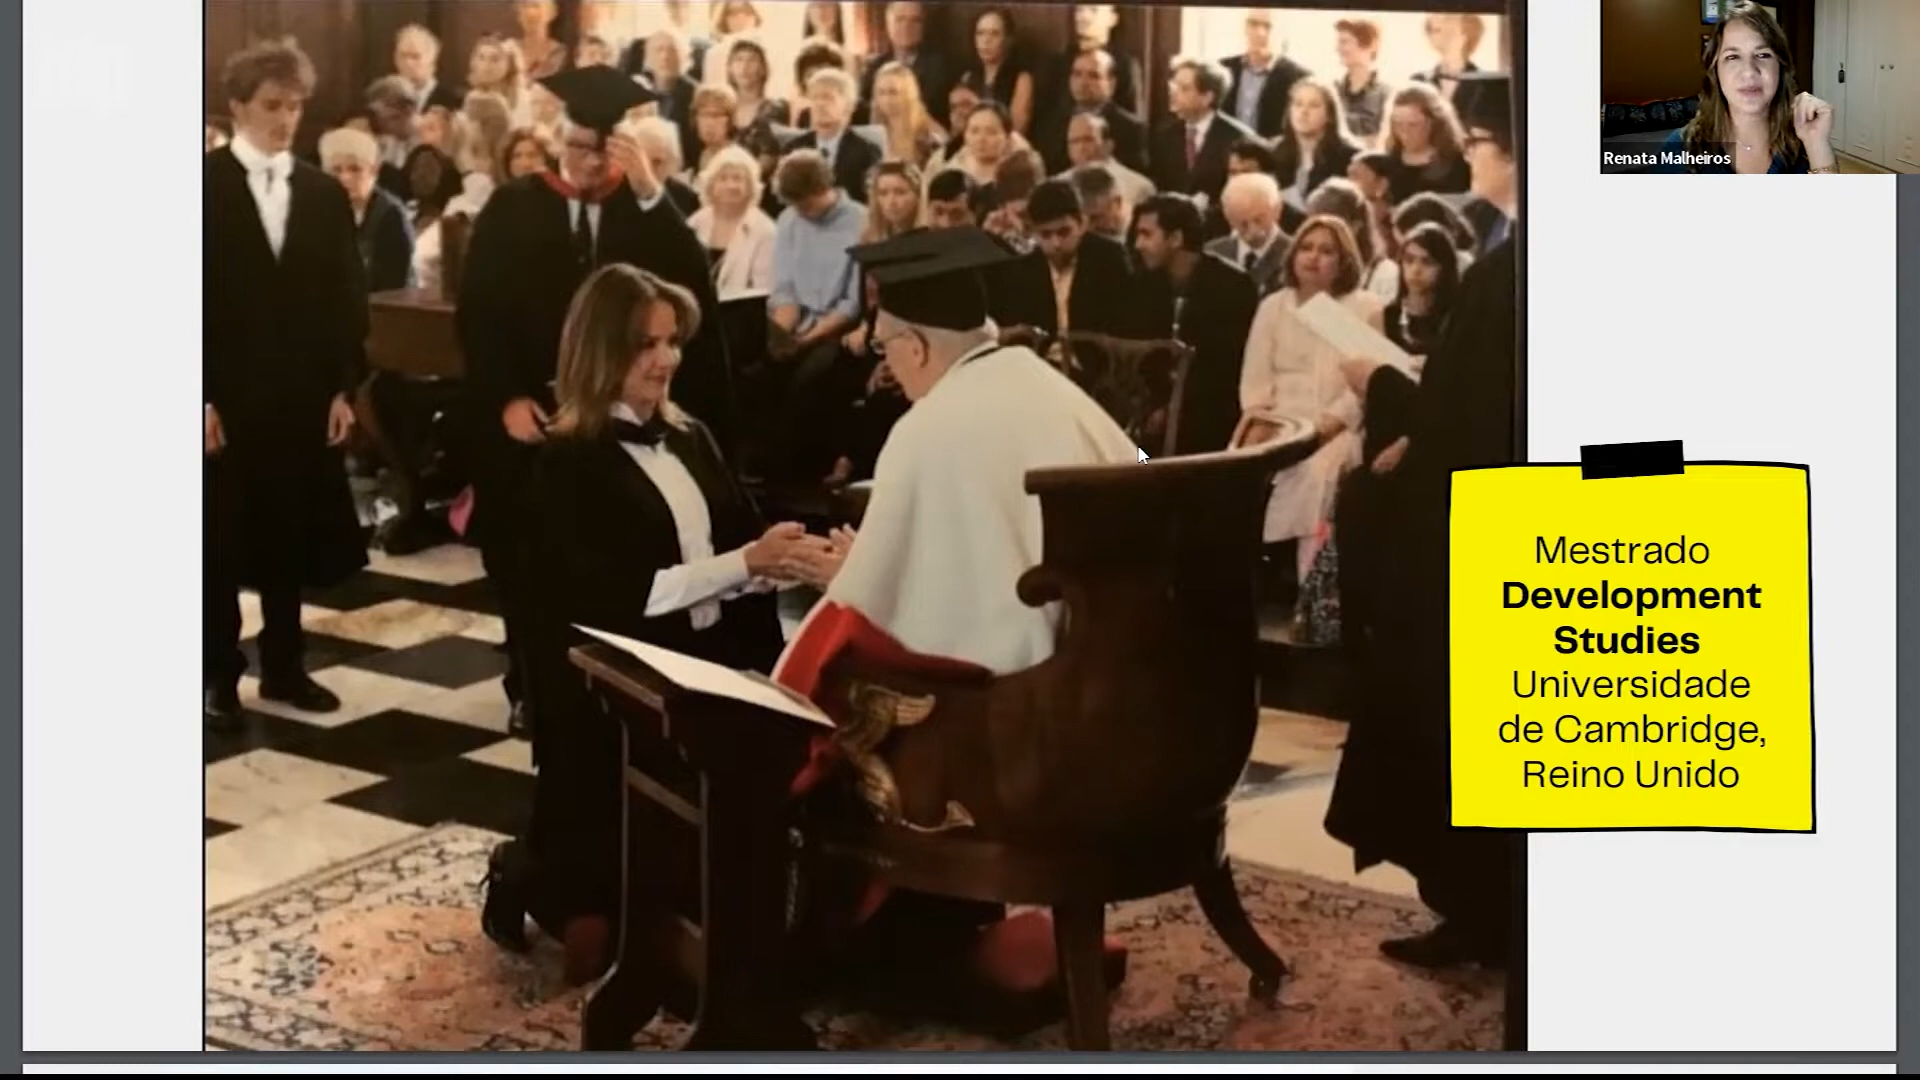 Renata Malheiros
Mestrado
Development
Studies
Universidade
de Cambridge,
Reino Unido